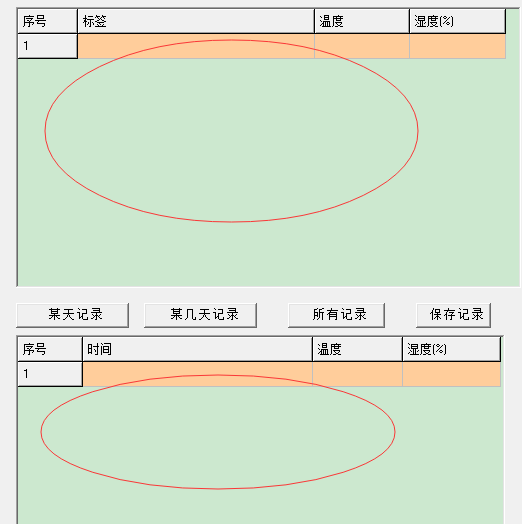 序号 标签 温度 湿度(%)
1
某天记录 某几天记录 所有记录 保存记录
序号 时间 温度 湿度(%)
1